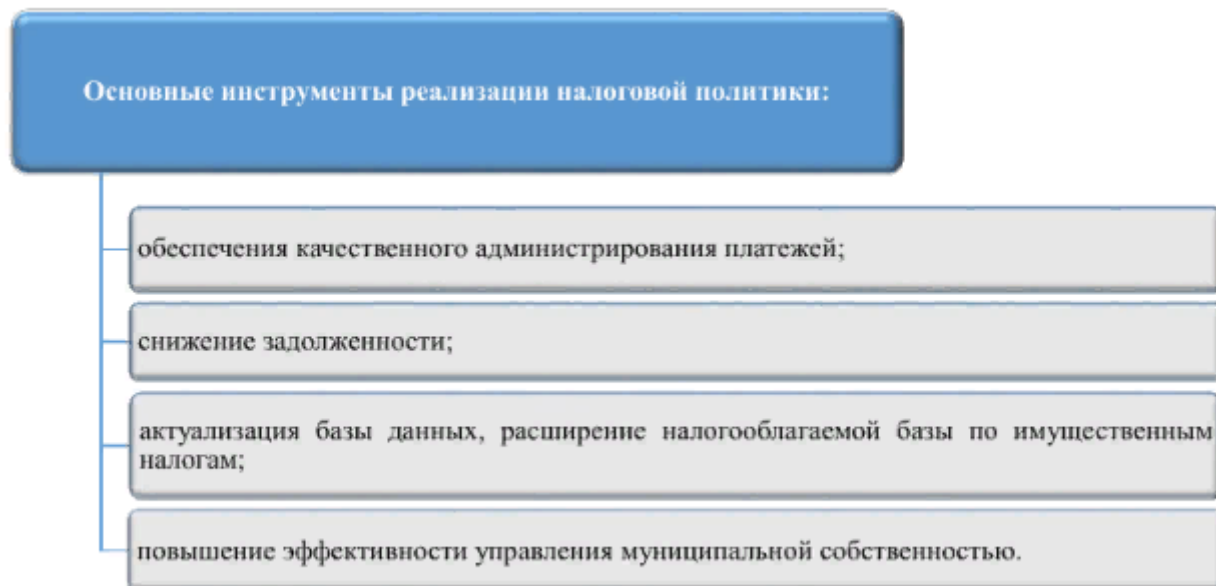 Основные инструменты реализации налоговой политики:
обеспечения качественного администрирования платежей;
снижение задолженности;
актуализация базы данных, расширение налогооблагаемой базы по имущественным
налогам;
повышение эффективности управления муниципальной собственностью.